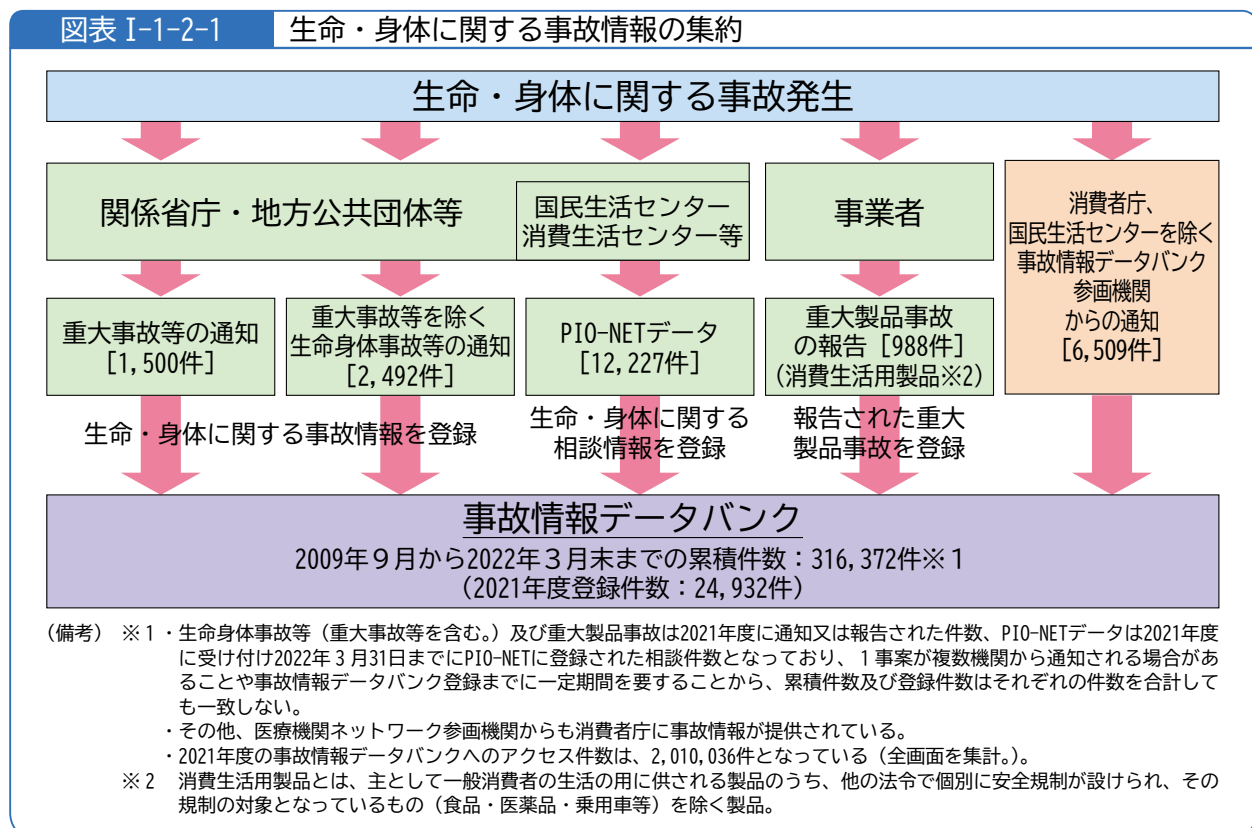 図表Ⅰ-1-2-1
生命・身体に関する事故情報の集約
生命・身体に関する事故発生
関係省庁・地方公共団体等
国民生活センター
消費生活センター等
事業者
消費者庁、
国民生活センターを除く
事故情報データバンク
参画機関
からの通知
[6,509件]
重大事故等の通知
[1,500件]
重大事故等を除く
生命身体事故等の通知
[2,492件]
PIO-NETデータ
[12,227件]
重大製品事故
の報告[988件]
(消費生活用製品※2)
生命・身体に関する事故情報を登録
生命・身体に関する
相談情報を登録
報告された重大
製品事故を登録
事故情報データバンク
2009年9月から2022年3月末までの累積件数：316,372件※1
(2021年度登録件数：24,932件)
(備考) ※1・生命身体事故等（重大事故等を含む。）及び重大製品事故は2021年度に通知又は報告された件数、PIO-NETデータは2021年度
に受け付け2022年3月31日までにPIO-NETに登録された相談件数となっており、1事案が複数機関から通知される場合があ
ることや事故情報データバンク登録までに一定期間を要することから、累積件数及び登録件数はそれぞれの件数を合計して
も一致しない。
・その他、医療機関ネットワーク参画機関からも消費者庁に事故情報が提供されている。
・2021年度の事故情報データバンクへのアクセス件数は、2,010,036件となっている（全画面を集計。）。
※2 消費生活用製品とは、主として一般消費者の生活の用に供される製品のうち、他の法令で個別に安全規制が設けられ、その
規制の対象となっているもの（食品・医薬品・乗用車等）を除く製品。